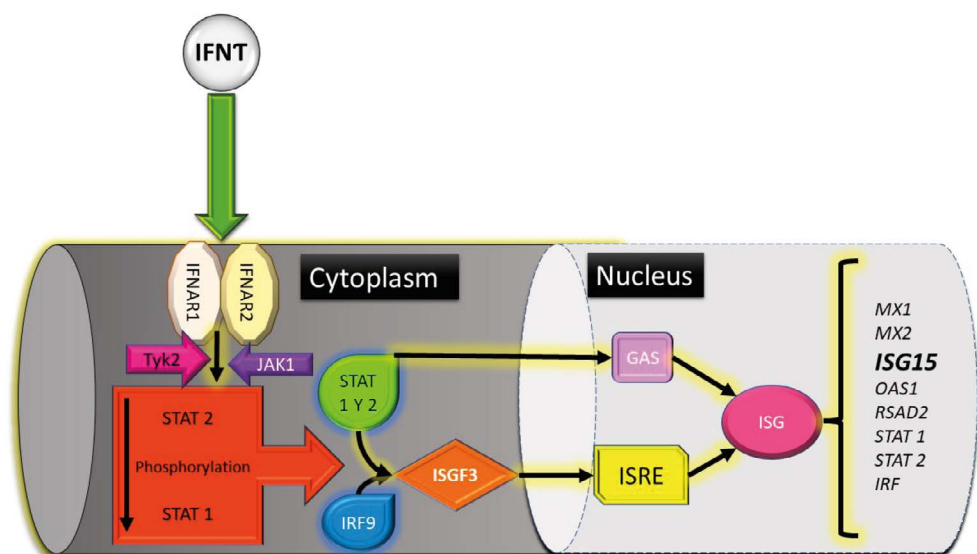 IFNT
IFNAR1
IFNAR2
Cytoplasm
Nucleus
Tyk2
JAK1
STAT 2
Phosphorylation
STAT 1
STAT
1 Y 2
IRF9
ISGF3
GAS
ISRE
ISG
MX1
MX2
ISG15
OAS1
RSAD2
STAT 1
STAT 2
IRF